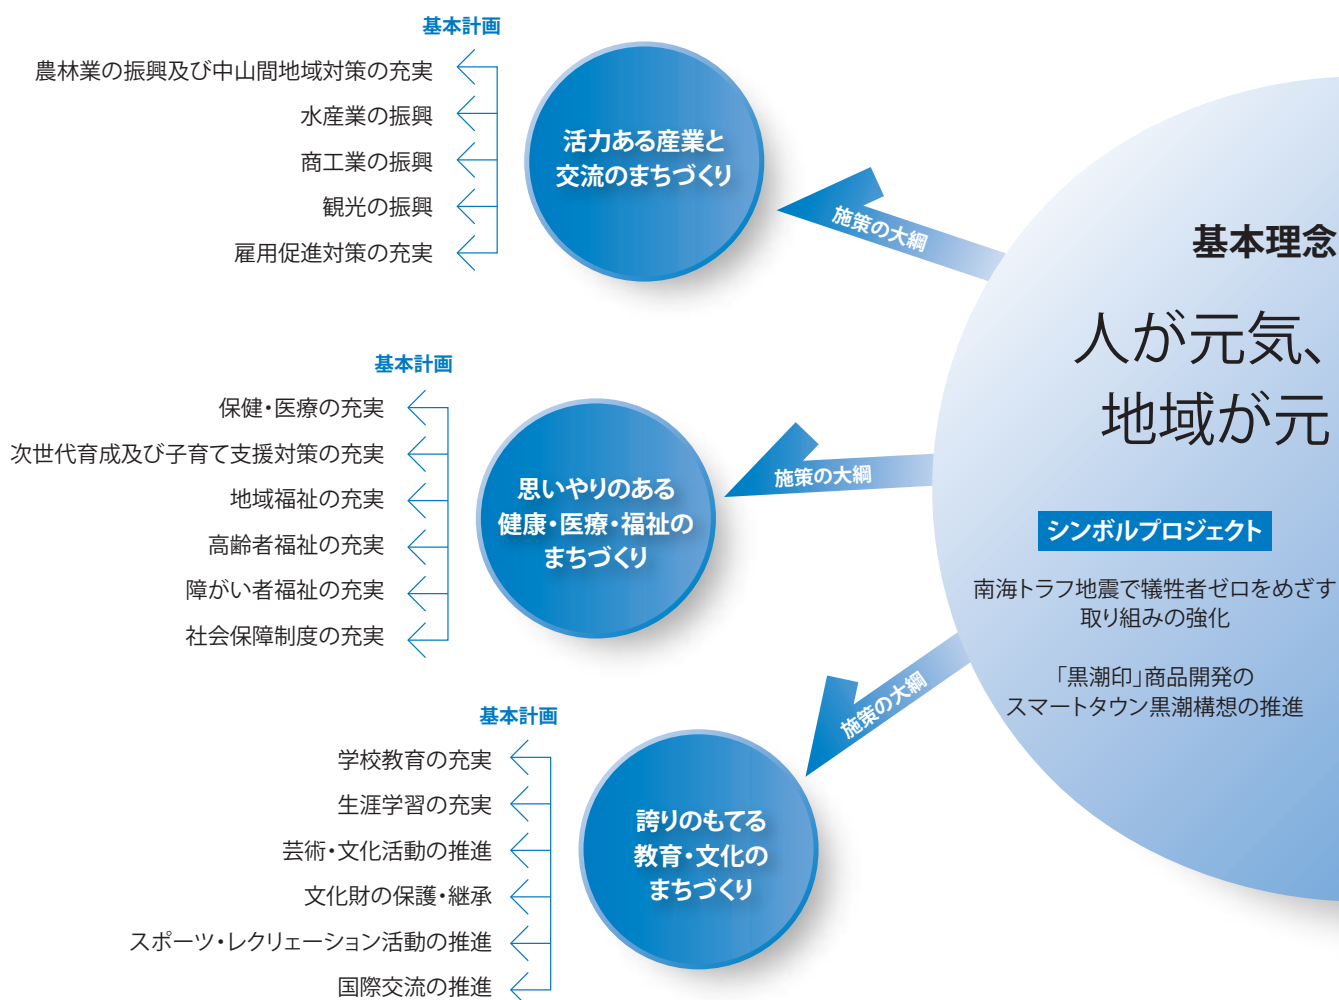 基本計画
農林業の振興及び中山間地域対策の充実
水産業の振興
商工業の振興
観光の振興
雇用促進対策の充実
活力ある産業と
交流のまちづくり
施策の大綱
基本計画
保健・医療の充実
次世代育成及び子育て支援対策の充実
地域福祉の充実
高齢者福祉の充実
障がい者福祉の充実
社会保障制度の充実
思いやりのある
健康・医療・福祉の
まちづくり
施策の大綱
基本計画
学校教育の充実
生涯学習の充実
芸術・文化活動の推進
文化財の保護・継承
スポーツ・レクリェーション活動の推進
国際交流の推進
誇りのもてる
教育・文化の
まちづくり
施策の大綱
基本理念
人が元気、
地域が元
シンボルプロジェクト
南海トラフ地震で犠牲者ゼロをめざす
取り組みの強化
「黒潮印」商品開発の
スマートタウン黒潮構想の推進